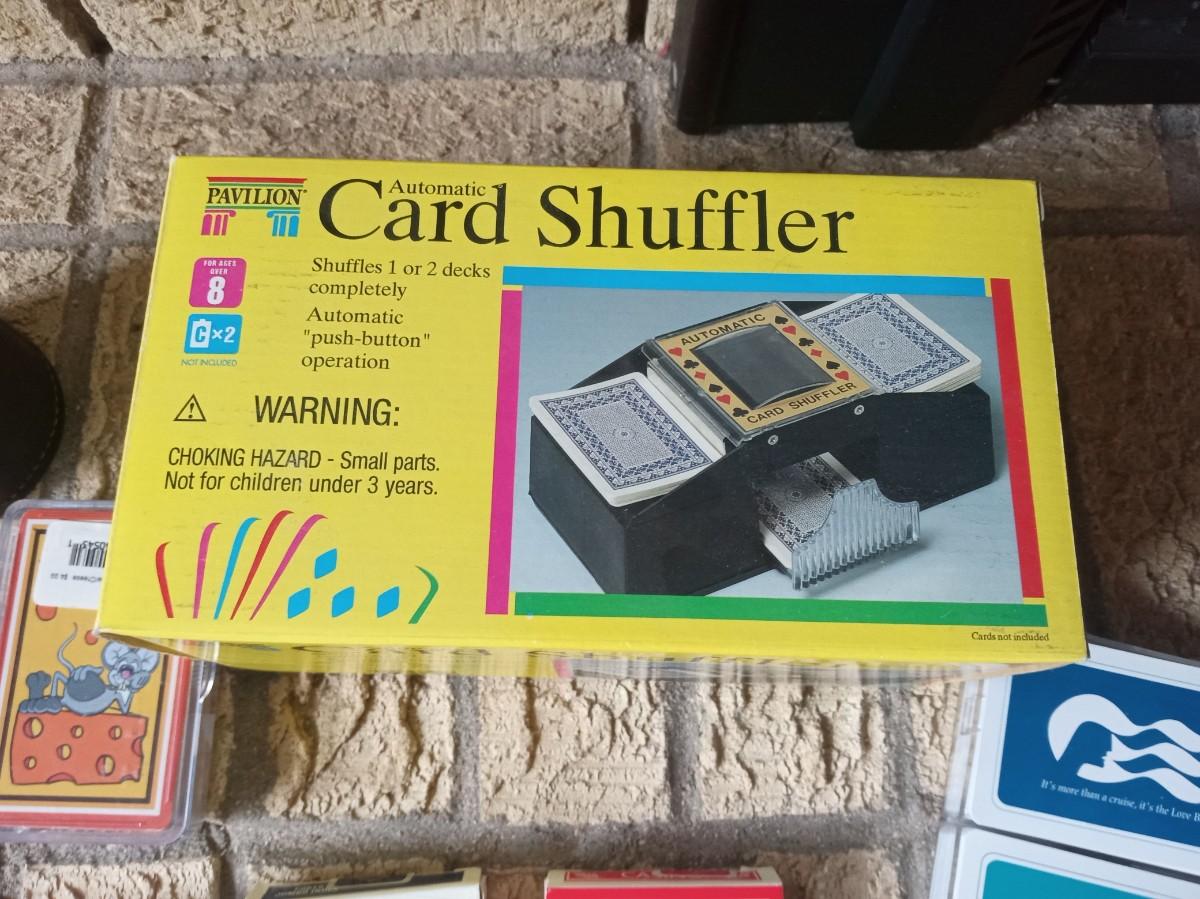 PAVILION®
Automatic
Card Shuffler
FOR AGES
OVER
8
Shuffles 1 or 2 decks
completely
C×2
NOT INCLUDED
Automatic
"push-button"
operation
WARNING:
CHOKING HAZARD - Small parts.
Not for children under 3 years.
AUTOMATIC
CARD SHUFFLER
Cards not included
It's more than a cruise, it's the Love B